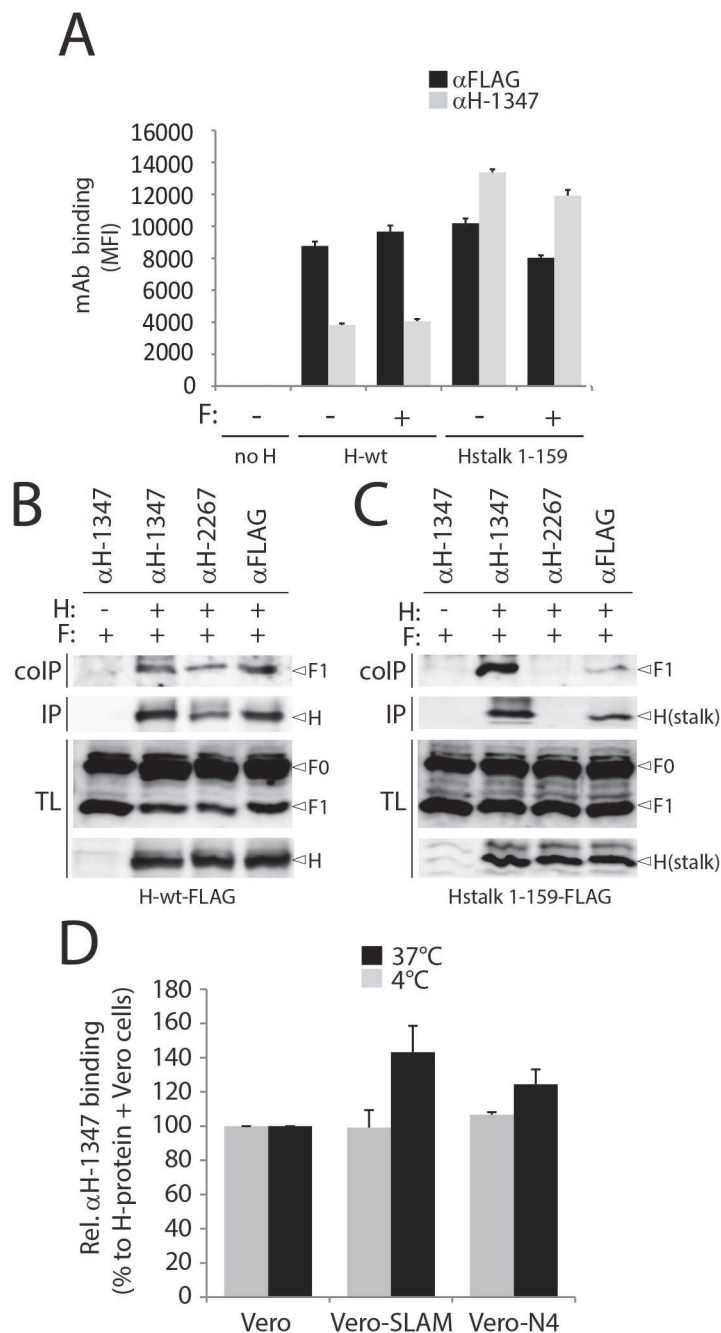 A
αFLAG
αH-1347
mAb binding
(MFI)
16000
14000
12000
10000
8000
6000
4000
2000
0
F: - - + - +
no H H-wt Hstalk 1-159
B
αH-1347 αH-1347 αH-2267 αFLAG
H: - + + +
F: + + + +
coIP F1
IP H
TL F0
F1
H
H-wt-FLAG
C
αH-1347 αH-1347 αH-2267 αFLAG
H: - + + +
F: + + + +
coIP F1
IP H(stalk)
TL F0
F1
H(stalk)
Hstalk 1-159-FLAG
D
37°C
4°C
Rel. αH-1347 binding
(% to H-protein + Vero cells)
180
160
140
120
100
80
60
40
20
0
Vero Vero-SLAM Vero-N4